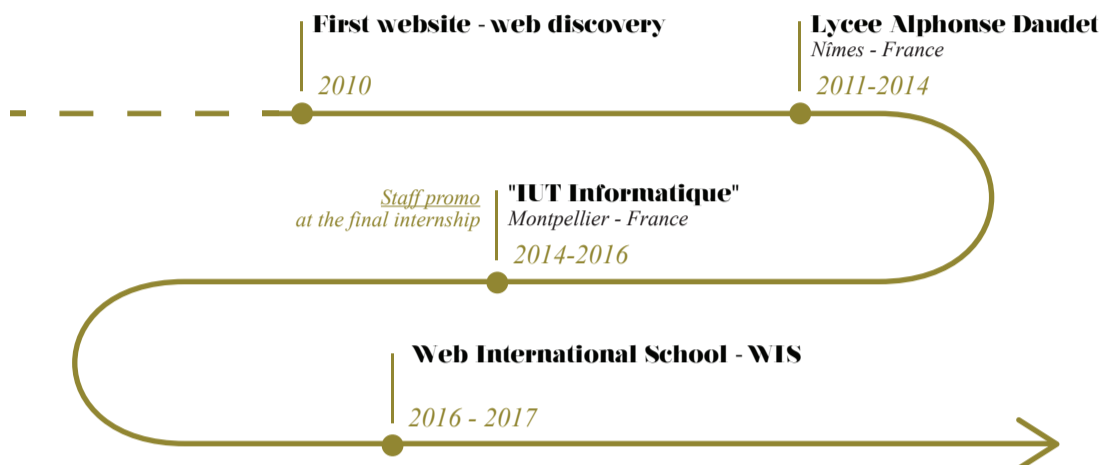 First website - web discovery
2010
Lycee Alphonse Daudet
Nîmes - France
2011-2014
Staff promo
at the final internship
"IUT Informatique"
Montpellier - France
2014-2016
Web International School - WIS
2016 - 2017